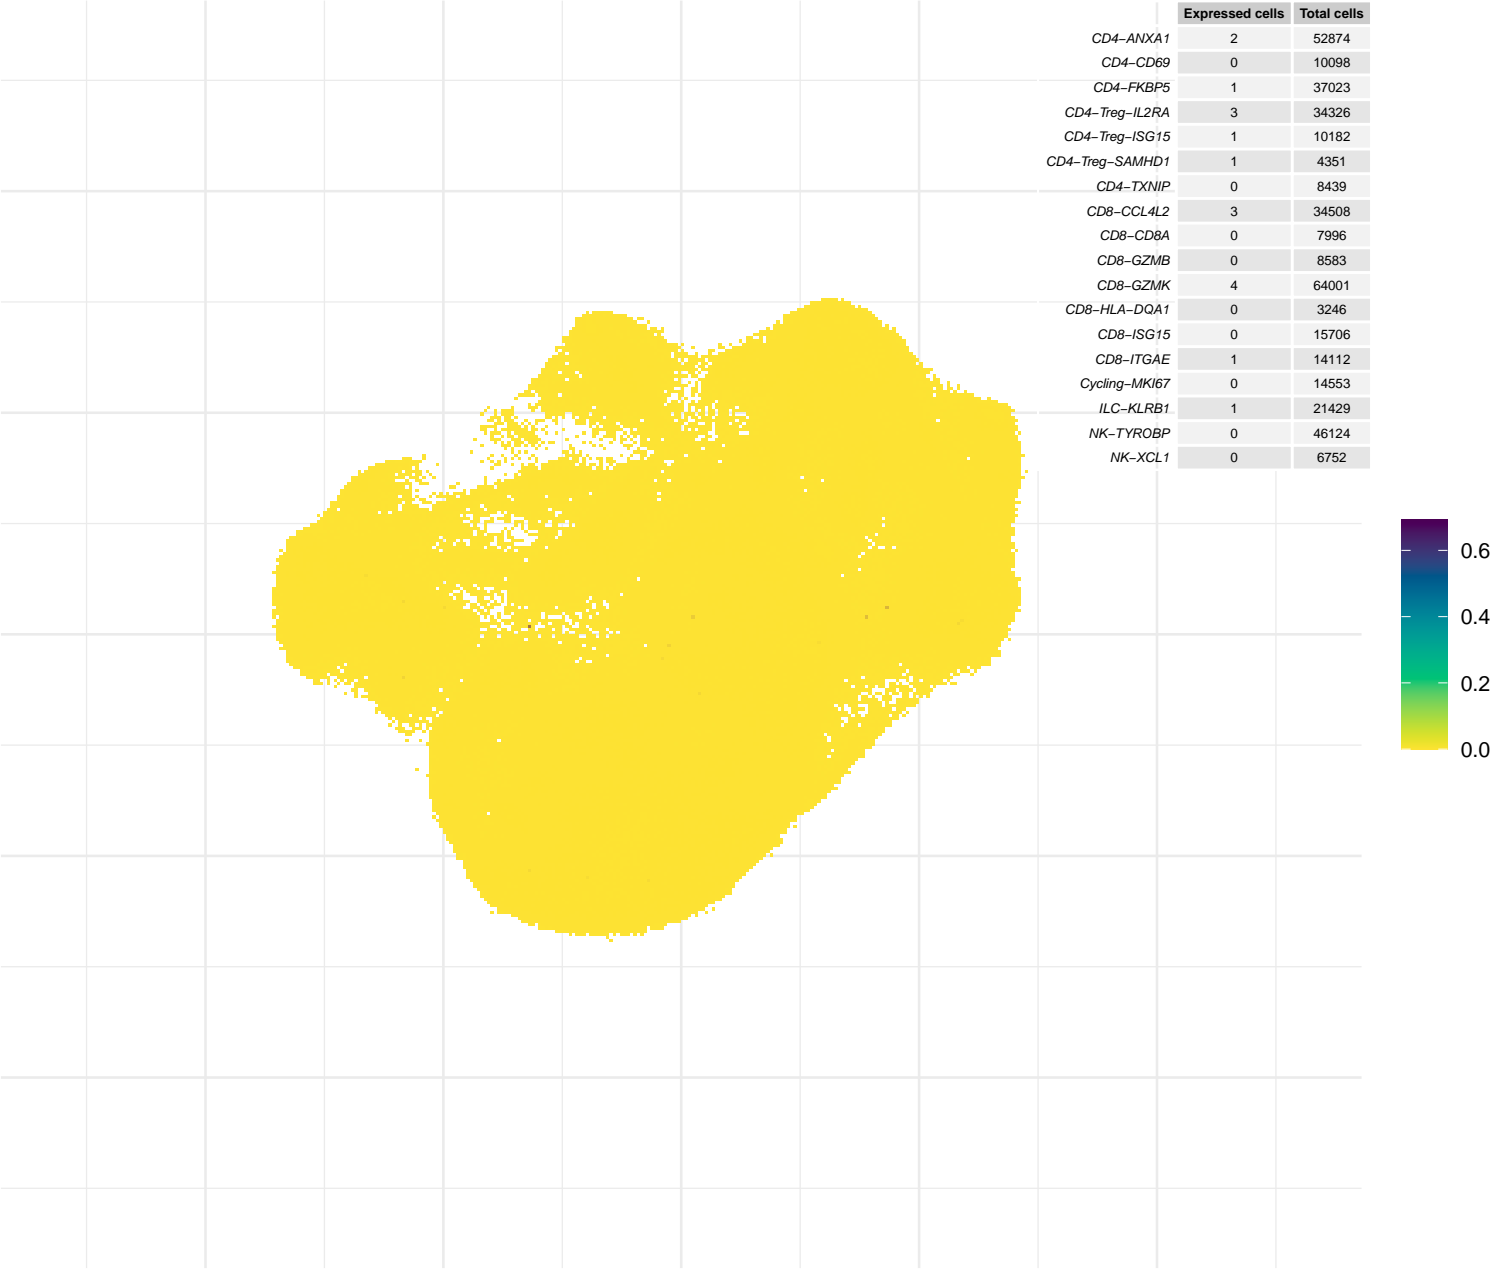 Expressed cells Total cells
CD4−ANXA1 2 52874
CD4−CD69 0 10098
CD4−FKBP5 1 37023
CD4−Treg−IL2RA 3 34326
CD4−Treg−ISG15 1 10182
CD4−Treg−SAMHD1 1 4351
CD4−TXNIP 0 8439
CD8−CCL4L2 3 34508
CD8−CD8A 0 7996
CD8−GZMB 0 8583
CD8−GZMK 4 64001
CD8−HLA−DQA1 0 3246
CD8−ISG15 0 15706
CD8−ITGAE 1 14112
Cycling−MKI67 0 14553
ILC−KLRB1 1 21429
NK−TYROBP 0 46124
NK−XCL1 0 6752
0.6
0.4
0.2
0.0